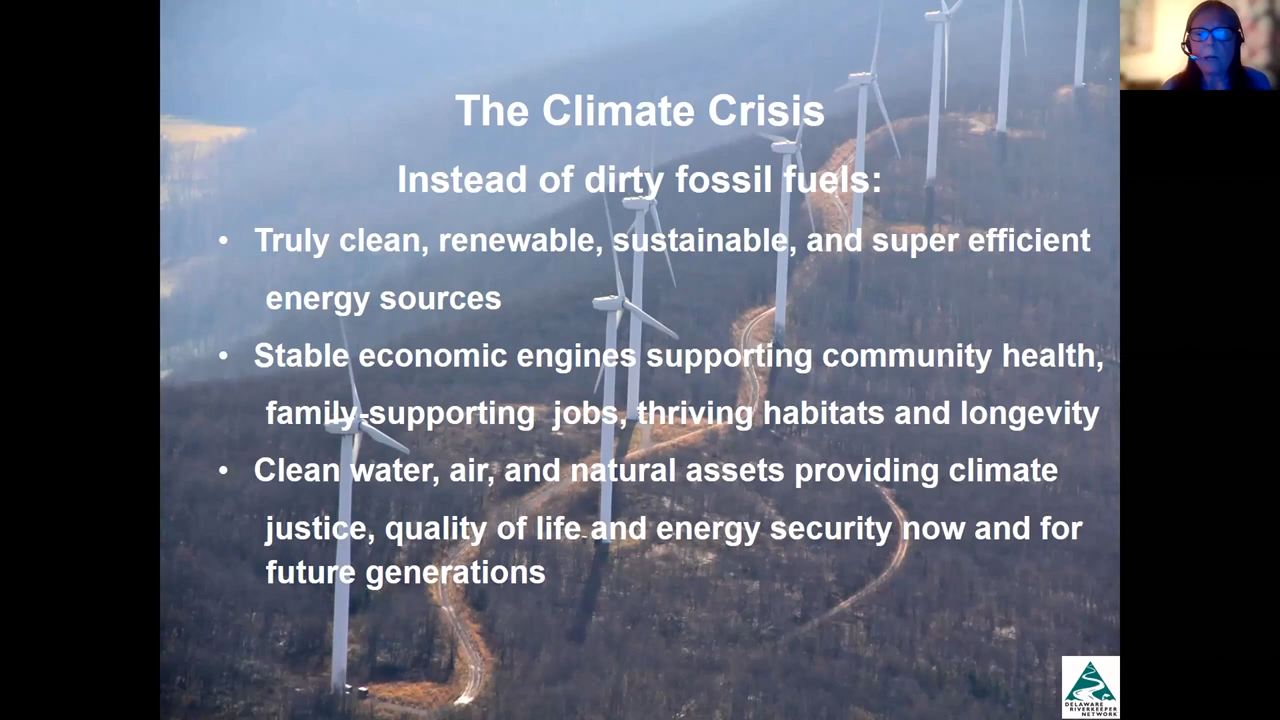 The Climate Crisis
Instead of dirty fossil fuels:
• Truly clean, renewable, sustainable, and super efficient
energy sources
• Stable economic engines supporting community health,
family-supporting jobs, thriving habitats and longevity
• Clean water, air, and natural assets providing climate
justice, quality of life and energy security now and for
future generations
DELAWARE
RIVERKEEPER
NETWORK